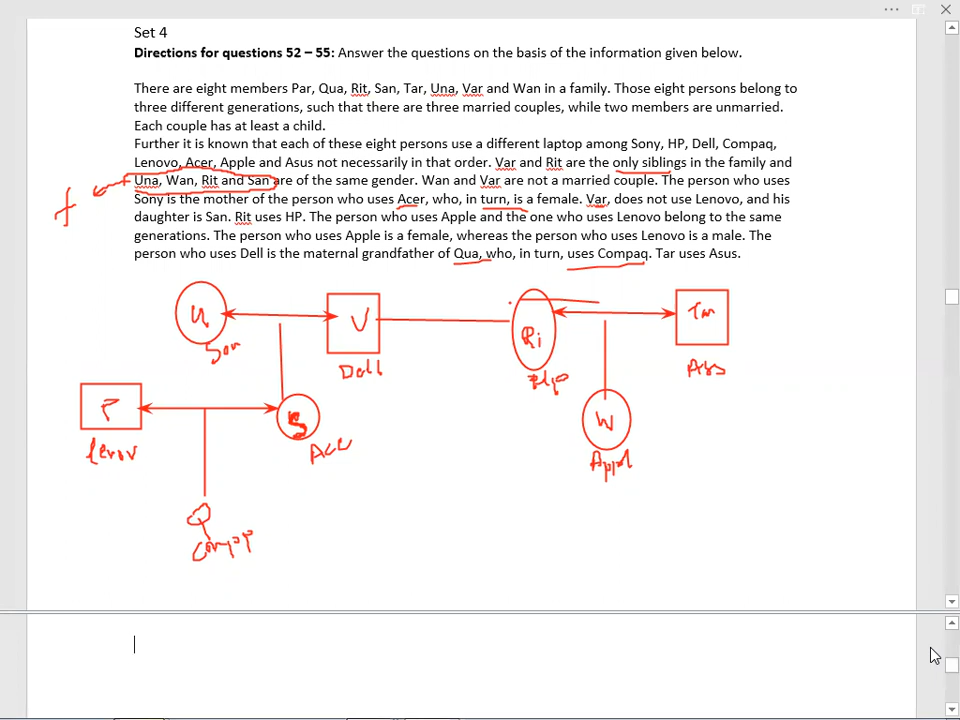 Set 4
Directions for questions 52 – 55: Answer the questions on the basis of the information given below.
There are eight members Par, Qua, Rit, San, Tar, Una, Var and Wan in a family. Those eight persons belong to
three different generations, such that there are three married couples, while two members are unmarried.
Each couple has at least a child.
Further it is known that each of these eight persons use a different laptop among Sony, HP, Dell, Compaq,
Lenovo, Acer, Apple and Asus not necessarily in that order. Var and Rit are the only siblings in the family and
Una, Wan, Rit and San are of the same gender. Wan and Var are not a married couple. The person who uses
Sony is the mother of the person who uses Acer, who, in turn, is a female. Var, does not use Lenovo, and his
daughter is San. Rit uses HP. The person who uses Apple and the one who uses Lenovo belong to the same
generations. The person who uses Apple is a female, whereas the person who uses Lenovo is a male. The
person who uses Dell is the maternal grandfather of Qua, who, in turn, uses Compaq. Tar uses Asus.
f
U V Ri Tar
Son Dell
P S W
Lenov
Q